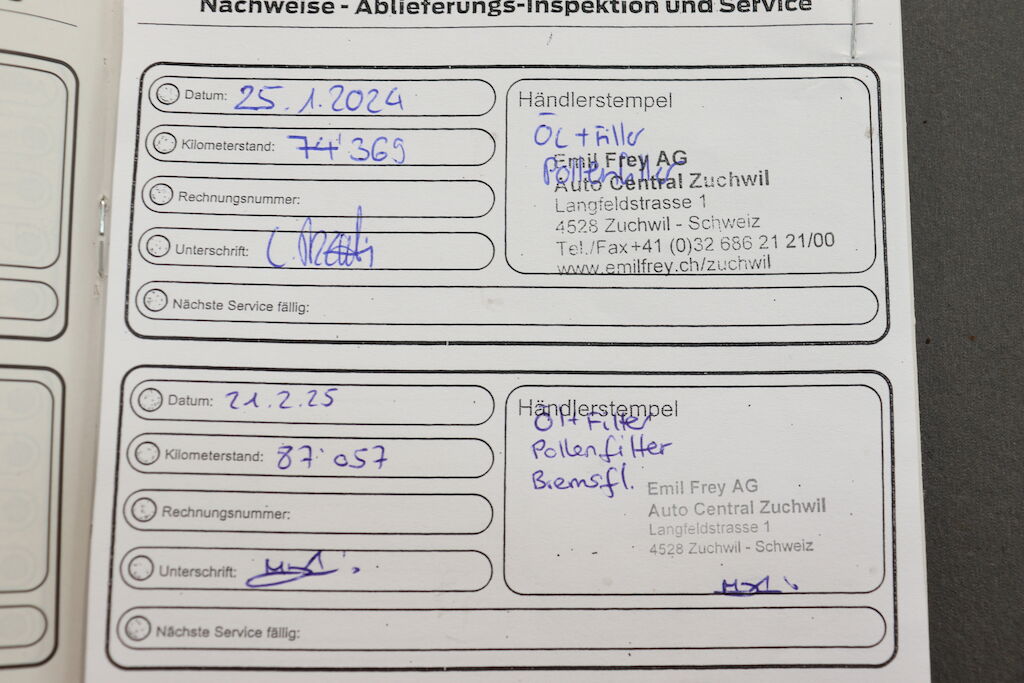 Nachweise - Ablieferungs-Inspektion und Service
Datum: 25.1.2024
Kilometerstand: 74'369
Rechnungsnummer:
Unterschrift:
Nächste Service fällig:
Händlerstempel
ÖL + Filter
Pollenfilter
Emil Frey AG
Auto Central Zuchwil
Langfeldstrasse 1
4528 Zuchwil - Schweiz
Tel./Fax +41 (0)32 686 21 21/00
www.emilfrey.ch/zuchwil
Datum: 21.2.25
Kilometerstand: 87'057
Rechnungsnummer:
Unterschrift:
Nächste Service fällig:
Händlerstempel
Öl + Filter
Pollenfilter
Bremsfl.
Emil Frey AG
Auto Central Zuchwil
Langfeldstrasse 1
4528 Zuchwil - Schweiz